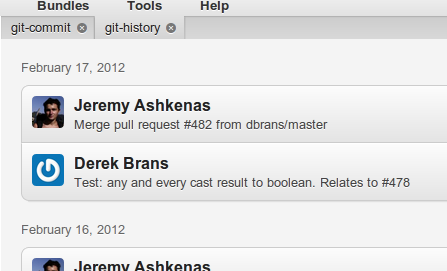 Bundles Tools Help
git-commit git-history
February 17, 2012
Jeremy Ashkenas
Merge pull request #482 from dbrans/master
Derek Brans
Test: any and every cast result to boolean. Relates to #478
February 16, 2012
Jeremy Ashkenas